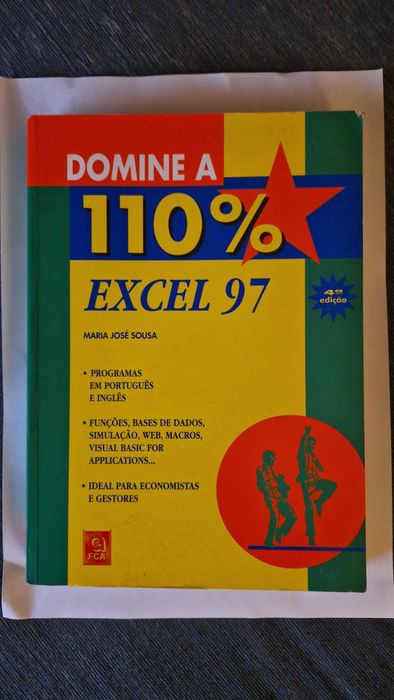 DOMINE A
110%
EXCEL 97
4ª
edição
MARIA JOSÉ SOUSA
• PROGRAMAS
EM PORTUGUÊS
E INGLÊS
• FUNÇÕES, BASES DE DADOS,
SIMULAÇÃO, WEB, MACROS,
VISUAL BASIC FOR
APPLICATIONS...
• IDEAL PARA ECONOMISTAS
E GESTORES
FCA